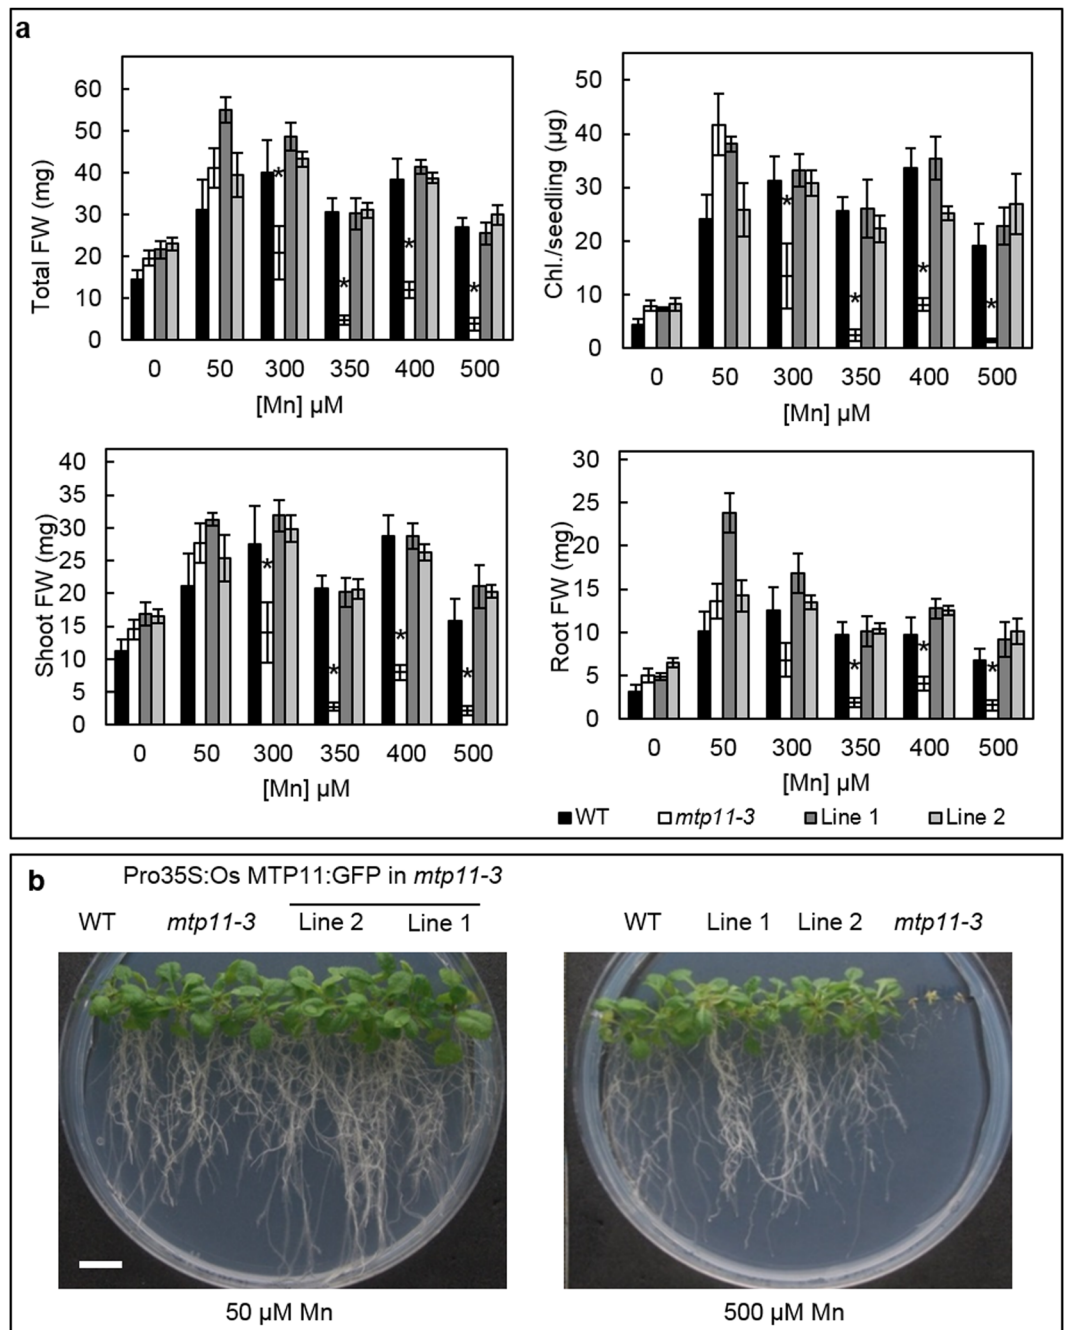 a
Total FW (mg)
60
50
40
30
20
10
0
0 50 300 350 400 500
[Mn] µM
* * * *
Chl./seedling (µg)
50
40
30
20
10
0
0 50 300 350 400 500
[Mn] µM
* * * *
Shoot FW (mg)
40
35
30
25
20
15
10
5
0
0 50 300 350 400 500
[Mn] µM
* * * *
Root FW (mg)
30
25
20
15
10
5
0
0 50 300 350 400 500
[Mn] µM
* * *
WT mtp11-3 Line 1 Line 2
b
Pro35S:Os MTP11:GFP in mtp11-3
WT mtp11-3 Line 2 Line 1
WT Line 1 Line 2 mtp11-3
50 µM Mn
500 µM Mn